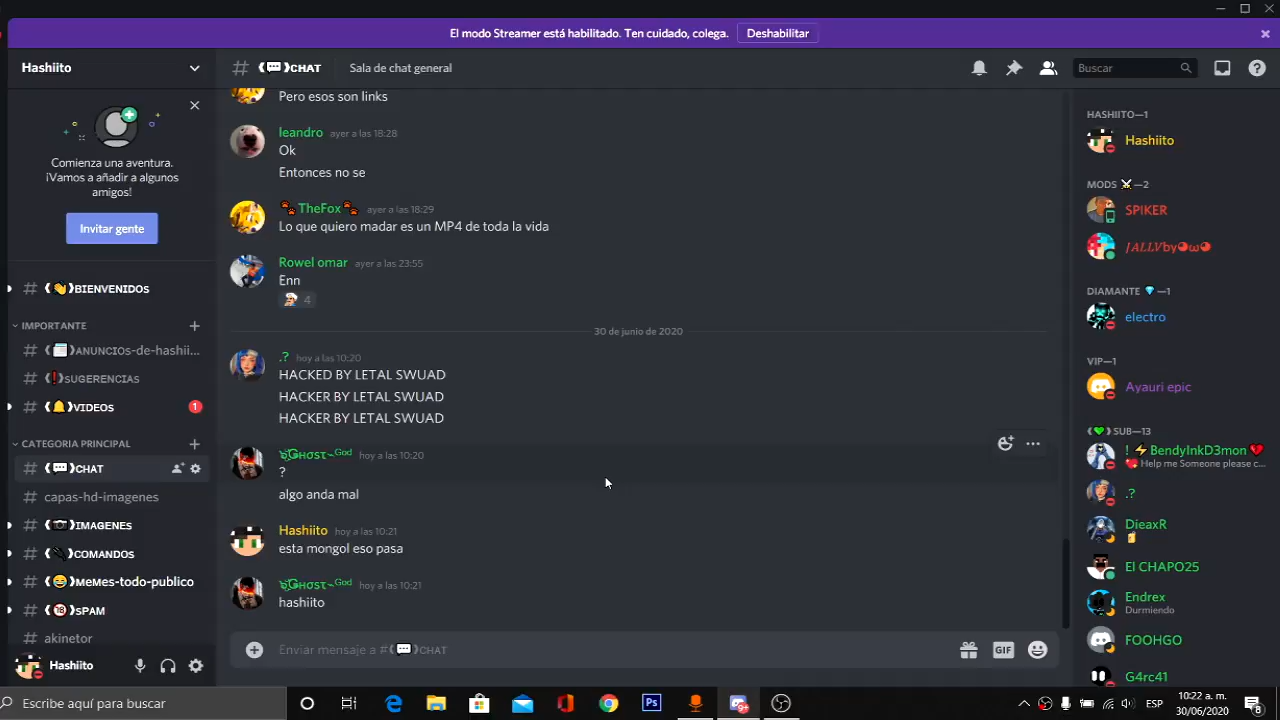 El modo Streamer está habilitado. Ten cuidado, colega. Deshabilitar
Hashiito
CHAT Sala de chat general
Buscar
Comienza una aventura.
¡Vamos a añadir a algunos
amigos!
Invitar gente
BIENVENIDOS
IMPORTANTE
ANUNCIOs-de-hashii...
SUGERENCIAS
VIDEOS 1
CATEGORIA PRINCIPAL
CHAT
capas-hd-imagenes
IMAGENES
COMANDOS
MEMES-TODO-PUBLICO
SPAM
akinetor
Hashiito
Pero esos son links
leandro ayer a las 18:28
Ok
Entonces no se
TheFox ayer a las 18:29
Lo que quiero madar es un MP4 de toda la vida
Rowel omar ayer a las 23:55
Enn
4
30 de junio de 2020
.? hoy a las 10:20
HACKED BY LETAL SWUAD
HACKER BY LETAL SWUAD
HACKER BY LETAL SWUAD
hoy a las 10:20
?
algo anda mal
Hashiito hoy a las 10:21
esta mongol eso pasa
hoy a las 10:21
hashiito
Enviar mensaje a # CHAT
GIF
HASHIITO—1
Hashiito
MODS —2
SPIKER
DIAMANTE —1
electro
VIP—1
Ayauri epic
SUB—13
! BendyInkD3mon
Help me Someone please c...
.?
DieaxR
El CHAPO25
Endrex
Durmiendo
FOOHGO
G4rc41
Escribe aquí para buscar
Ps
ESP
10:22 a. m.
30/06/2020
8